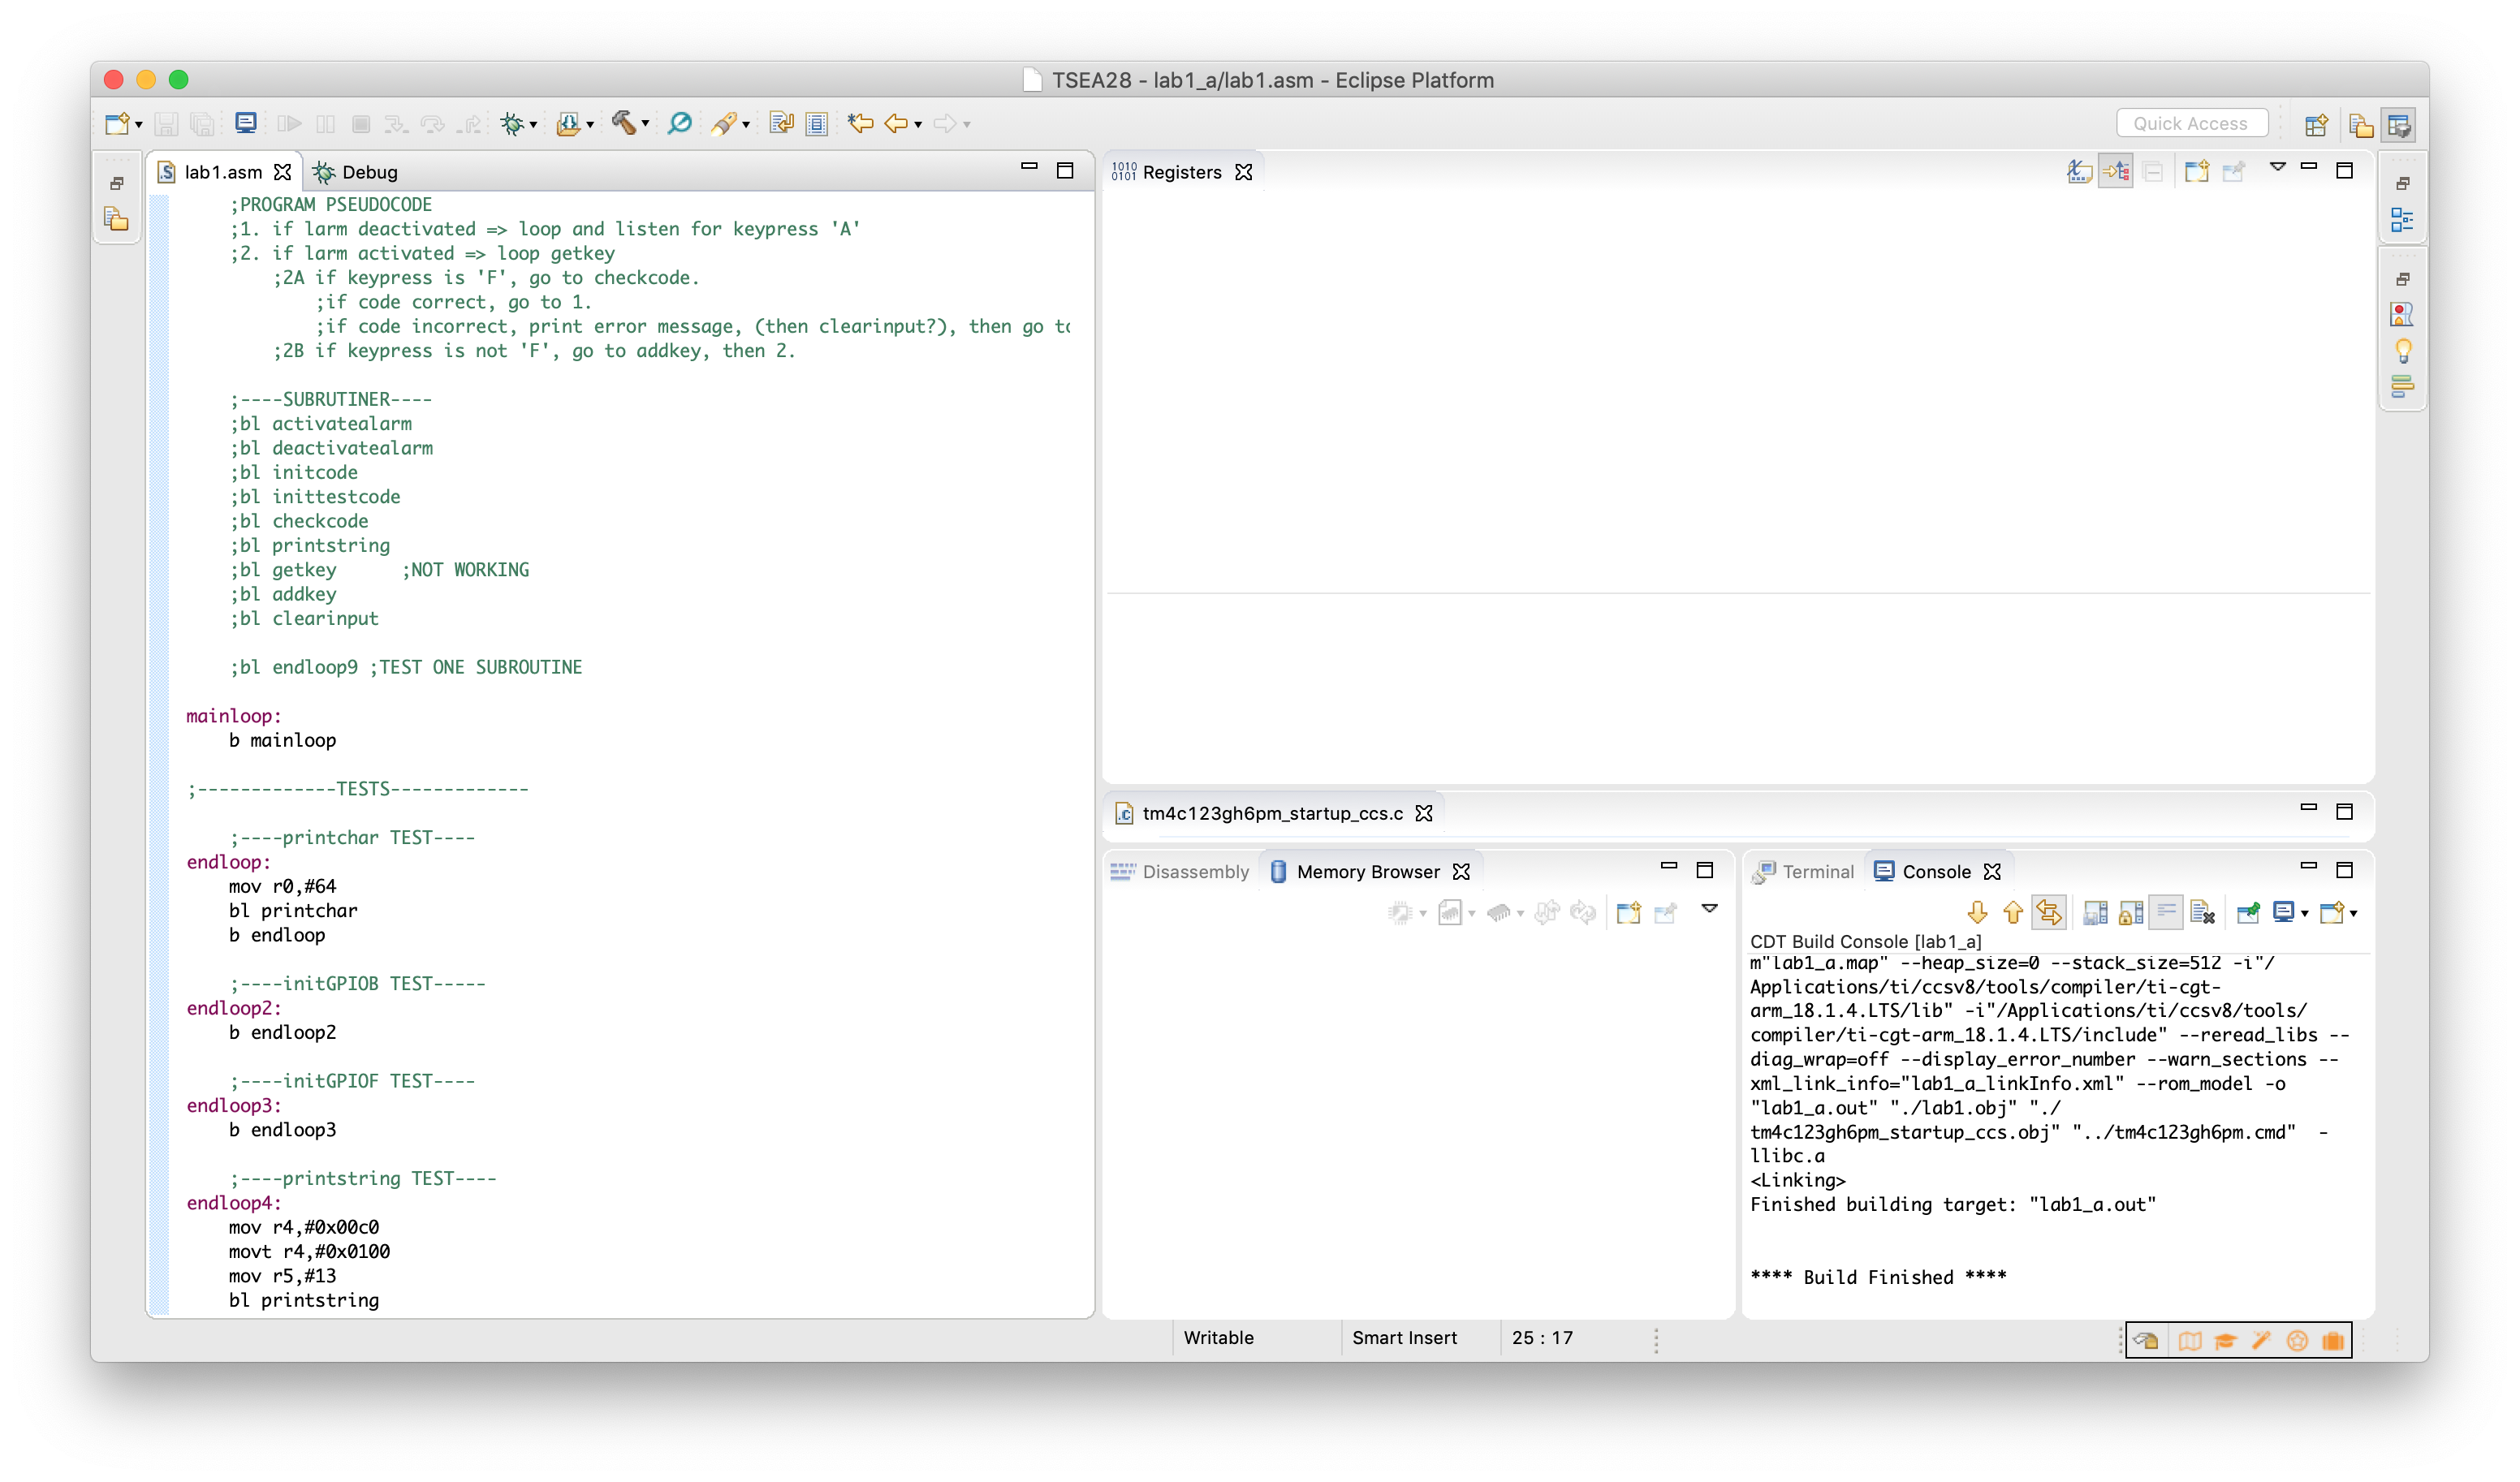 TSEA28 - lab1_a/lab1.asm - Eclipse Platform
Quick Access
lab1.asm
Debug
;PROGRAM PSEUDOCODE
;1. if larm deactivated => loop and listen for keypress 'A'
;2. if larm activated => loop getkey
;2A if keypress is 'F', go to checkcode.
;if code correct, go to 1.
;if code incorrect, print error message, (then clearinput?), then go to
;2B if keypress is not 'F', go to addkey, then 2.
;----SUBRUTINER----
;bl activatealarm
;bl deactivatealarm
;bl initcode
;bl inittestcode
;bl checkcode
;bl printstring
;bl getkey ;NOT WORKING
;bl addkey
;bl clearinput
;bl endloop9 ;TEST ONE SUBROUTINE
mainloop:
b mainloop
;-------------TESTS-------------
;----printchar TEST----
endloop:
mov r0,#64
bl printchar
b endloop
;----initGPIOB TEST-----
endloop2:
b endloop2
;----initGPIOF TEST----
endloop3:
b endloop3
;----printstring TEST----
endloop4:
mov r4,#0x00c0
movt r4,#0x0100
mov r5,#13
bl printstring
1010
0101
Registers
tm4c123gh6pm_startup_ccs.c
Disassembly
Memory Browser
Terminal
Console
CDT Build Console [lab1_a]
m"lab1_a.map" --heap_size=0 --stack_size=512 -i"/
Applications/ti/ccsv8/tools/compiler/ti-cgt-
arm_18.1.4.LTS/lib" -i"/Applications/ti/ccsv8/tools/
compiler/ti-cgt-arm_18.1.4.LTS/include" --reread_libs --
diag_wrap=off --display_error_number --warn_sections --
xml_link_info="lab1_a_linkInfo.xml" --rom_model -o
"lab1_a.out" "./lab1.obj" "./
tm4c123gh6pm_startup_ccs.obj" "../tm4c123gh6pm.cmd" -
llibc.a
<Linking>
Finished building target: "lab1_a.out"
**** Build Finished ****
Writable
Smart Insert
25 : 17